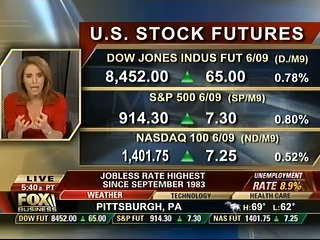 U.S. STOCK FUTURES
DOW JONES INDUS FUT 6/09 (D./M9)
8,452.00 ▲ 65.00 0.78%
S&P 500 6/09 (SP/M9)
914.30 ▲ 7.30 0.80%
NASDAQ 100 6/09 (ND/M9)
1,401.75 ▲ 7.25 0.52%
LIVE
5:40a PT
JOBLESS RATE HIGHEST
SINCE SEPTEMBER 1983
UNEMPLOYMENT
RATE 8.9%
WEATHER TECHNOLOGY HEALTH CARE
FOX
BUSINESS
PITTSBURGH, PA H:69° L:62°
DOW FUT 8452.00 ▲ 65.00 S&P FUT 914.30 ▲ 7.30 NAS FUT 1401.75 ▲ 7.25